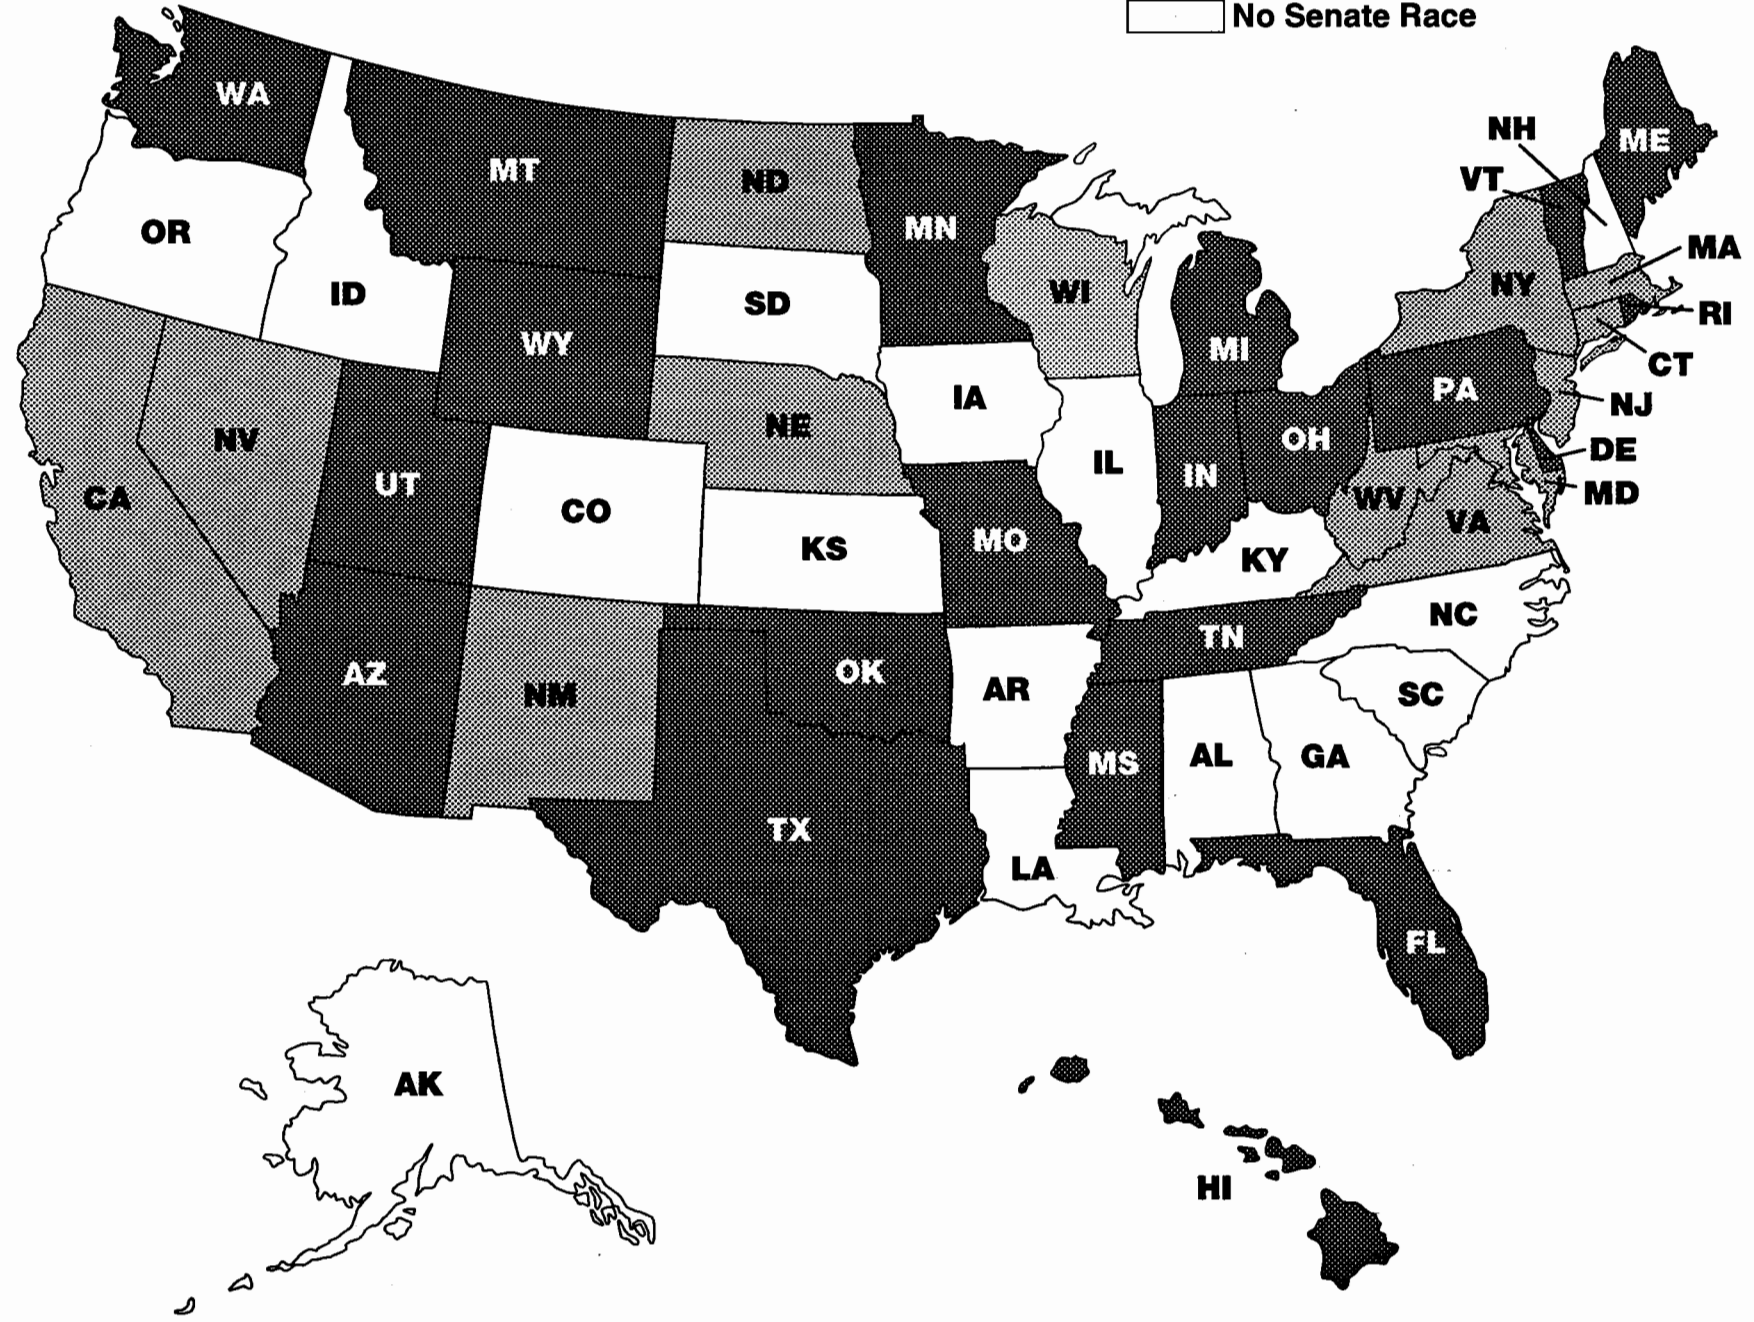 No Senate Race
WA
MT
ND
MN
NH
ME
VT
OR
ID
SD
WI
NY
MA
WY
MI
RI
CT
IA
PA
NJ
NV
NE
OH
DE
CA
UT
CO
IL
IN
WV
MD
KS
MO
KY
VA
AZ
NM
OK
AR
TN
NC
SC
TX
MS
AL
GA
LA
FL
AK
HI